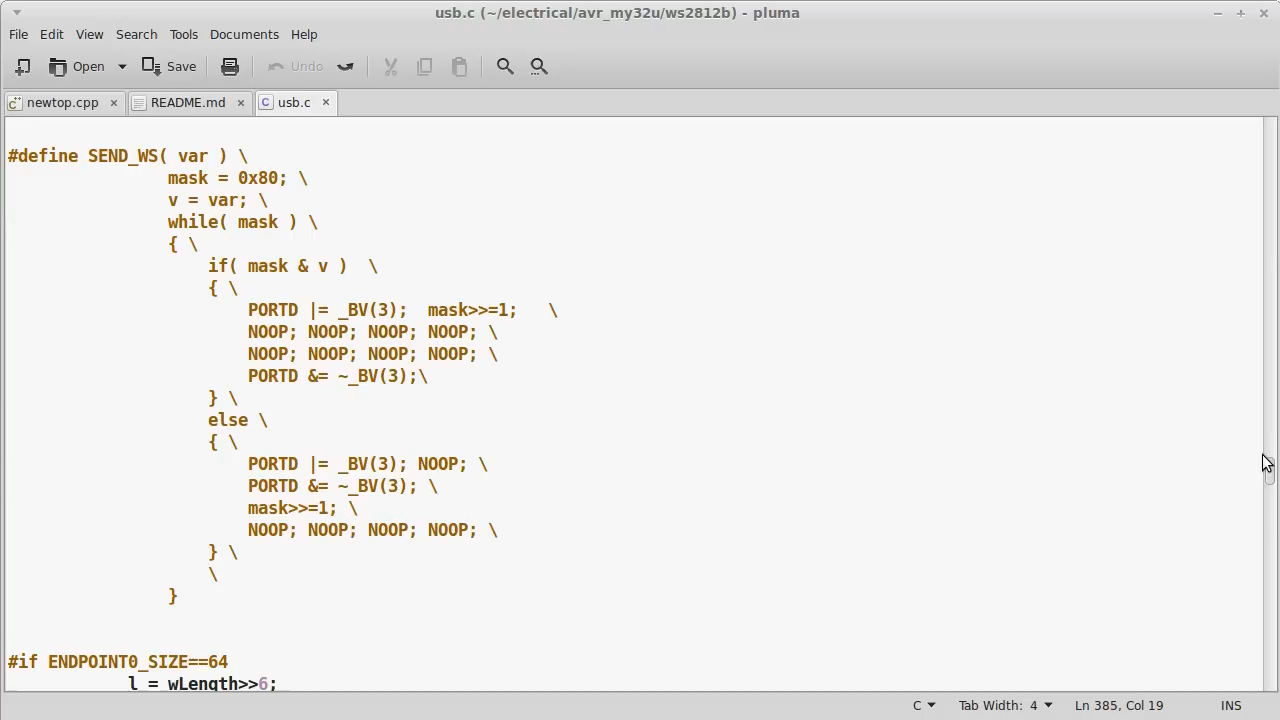 usb.c (~/electrical/avr_my32u/ws2812b) - pluma
File Edit View Search Tools Documents Help
Open Save Undo
newtop.cpp × README.md × usb.c ×
#define SEND_WS( var ) \
mask = 0x80; \
v = var; \
while( mask ) \
{ \
if( mask & v )  \
{ \
PORTD |= _BV(3);  mask>>=1;   \
NOOP; NOOP; NOOP; NOOP; \
NOOP; NOOP; NOOP; NOOP; \
PORTD &= ~_BV(3);\
} \
else \
{ \
PORTD |= _BV(3); NOOP; \
PORTD &= ~_BV(3); \
mask>>=1; \
NOOP; NOOP; NOOP; NOOP; \
} \
\
}
#if ENDPOINT0_SIZE==64
l = wLength>>6;
C Tab Width: 4 Ln 385, Col 19 INS